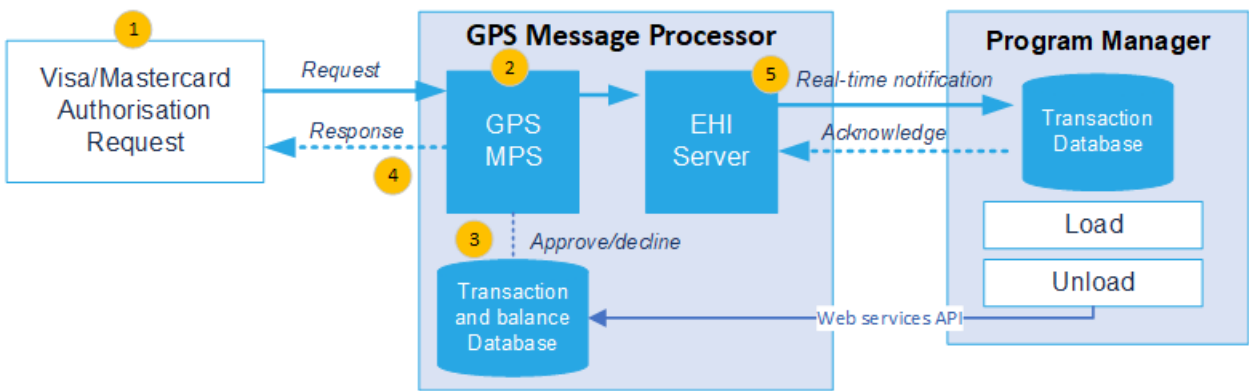 1
Visa/Mastercard
Authorisation
Request
Request
Response
4
GPS Message Processor
2
GPS
MPS
5
EHI
Server
3
Approve/decline
Transaction
and balance
Database
Real-time notification
Acknowledge
Program Manager
Transaction
Database
Load
Unload
Web services API